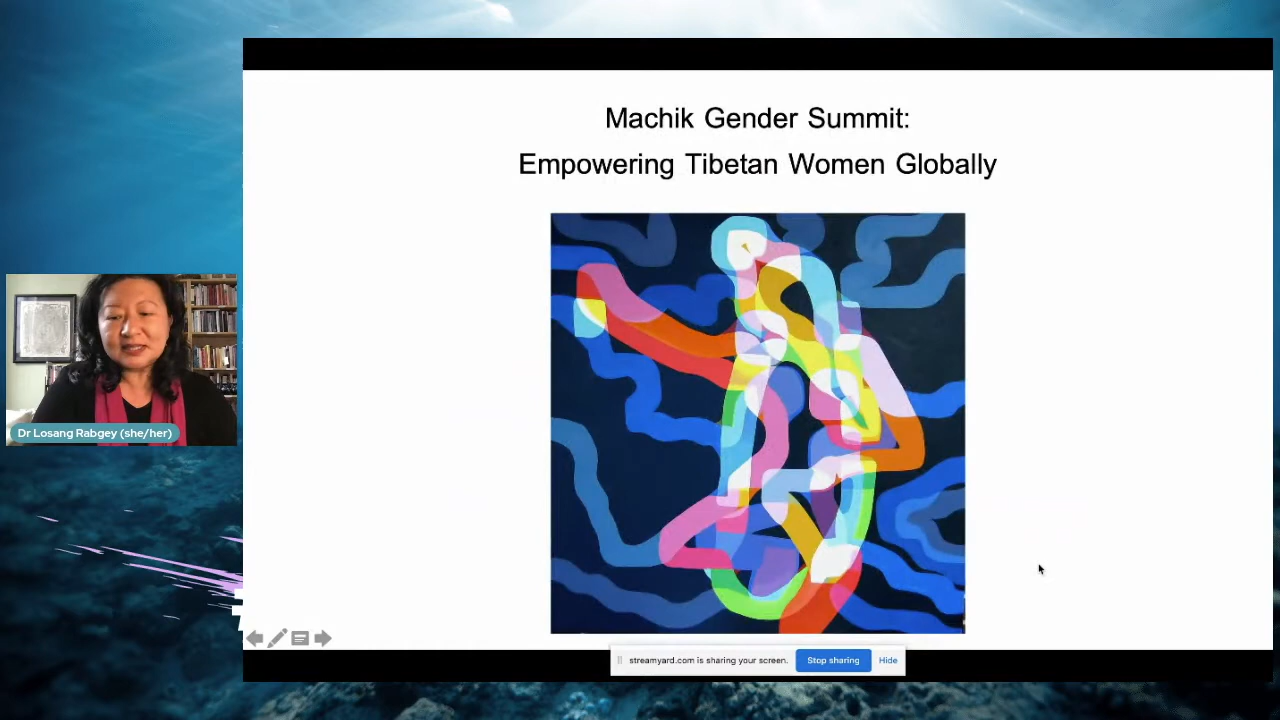 Machik Gender Summit:
Empowering Tibetan Women Globally
Dr Losang Rabgey (she/her)
streamyard.com is sharing your screen.
Stop sharing
Hide